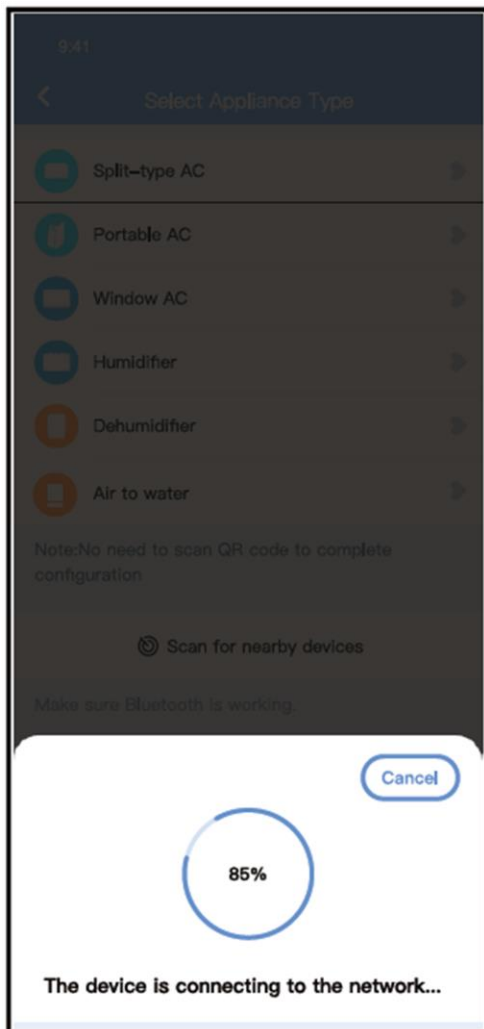 9:41
Select Appliance Type
Split-type AC
Portable AC
Window AC
Humidifier
Dehumidifier
Air to water
Note:No need to scan QR code to complete
configuration
Scan for nearby devices
Make sure Bluetooth is working.
Cancel
85%
The device is connecting to the network...